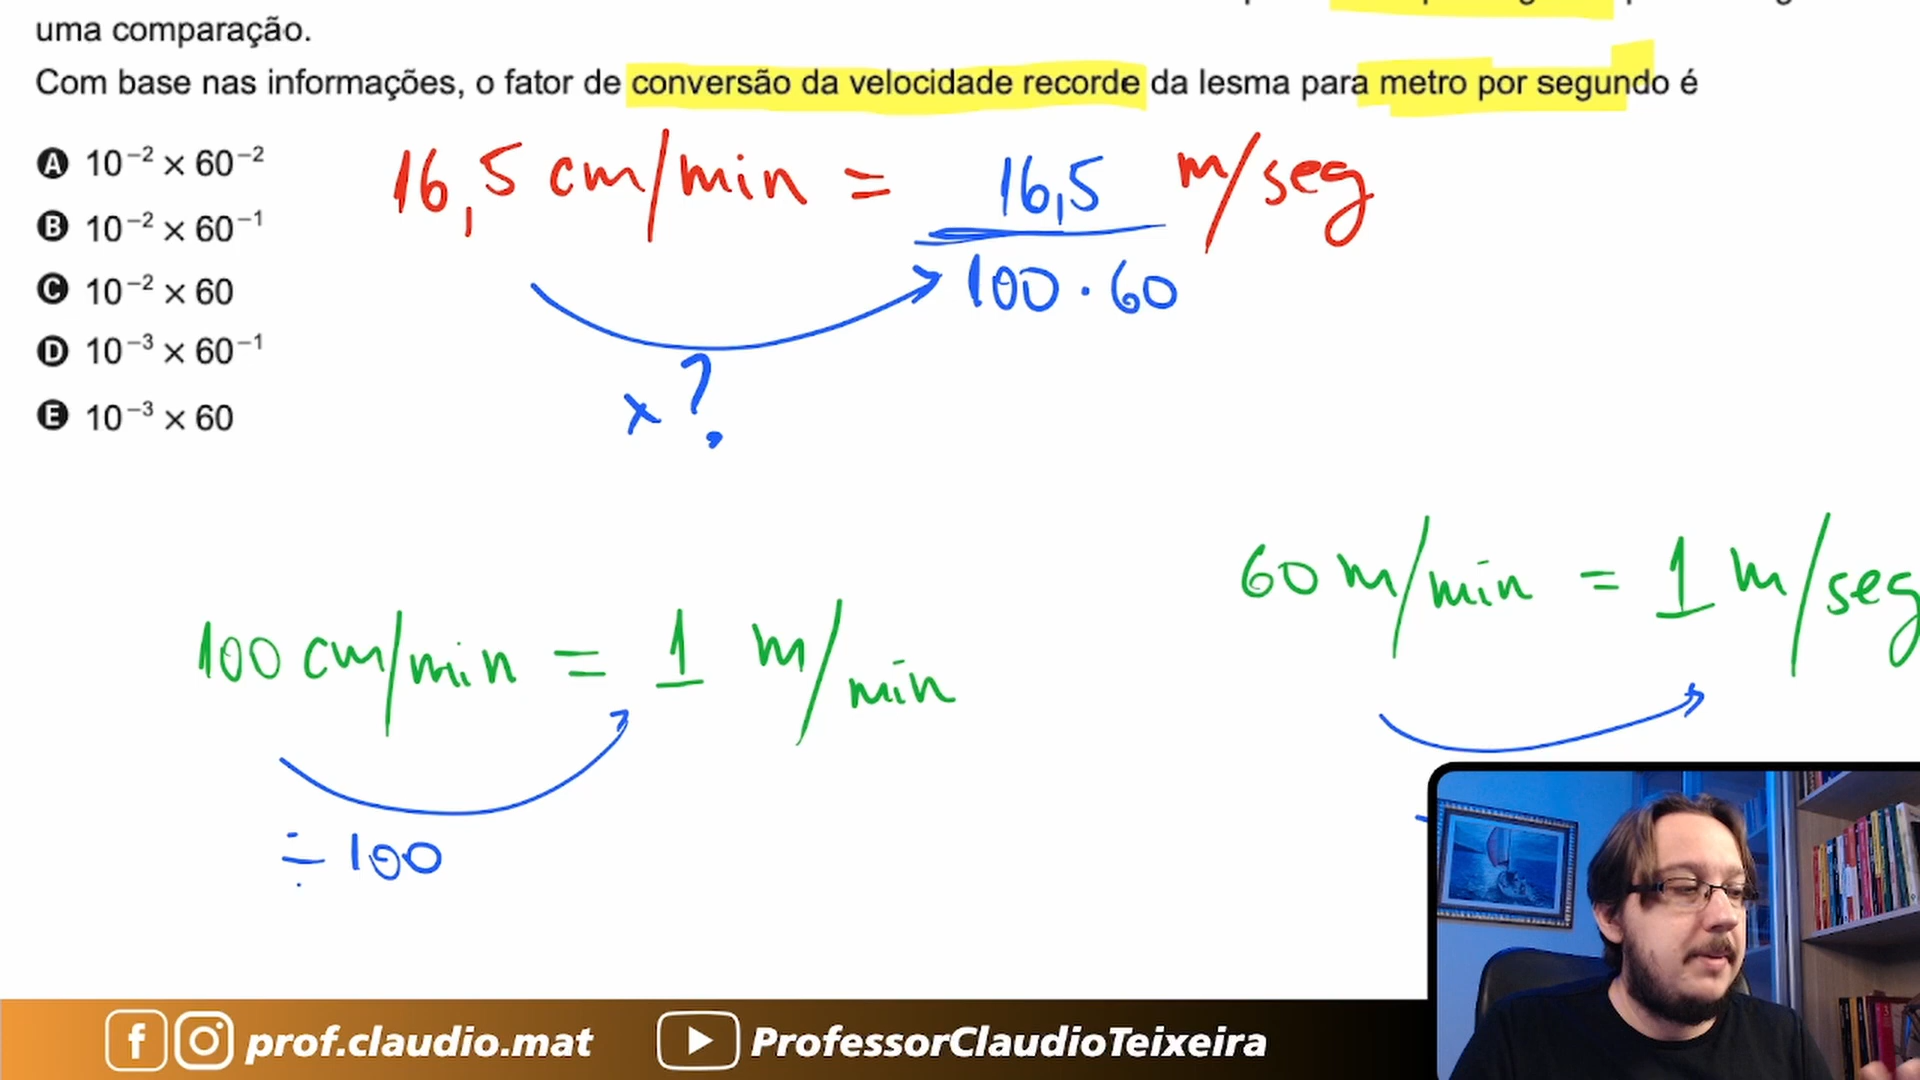 uma comparação.
Com base nas informações, o fator de conversão da velocidade recorde da lesma para metro por segundo é
A 10⁻² × 60⁻²
B 10⁻² × 60⁻¹
C 10⁻² × 60
D 10⁻³ × 60⁻¹
E 10⁻³ × 60
16,5 cm/min = 16,5 m/seg
100 · 60
x ?
60 m/min = 1 m/seg
100 cm/min = 1 m/min
÷ 100
prof.claudio.mat ProfessorClaudioTeixeira